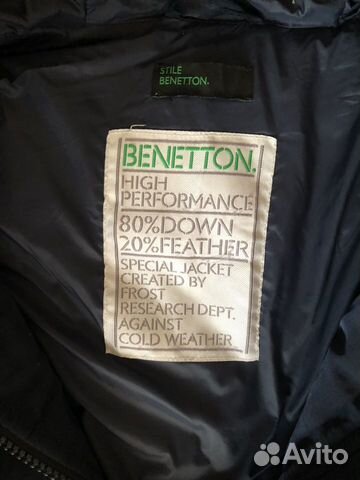 STILE
BENETTON.
BENETTON.
HIGH
PERFORMANCE
80%DOWN
20%FEATHER
SPECIAL JACKET
CREATED BY
FROST
RESEARCH DEPT.
AGAINST
COLD WEATHER
Avito